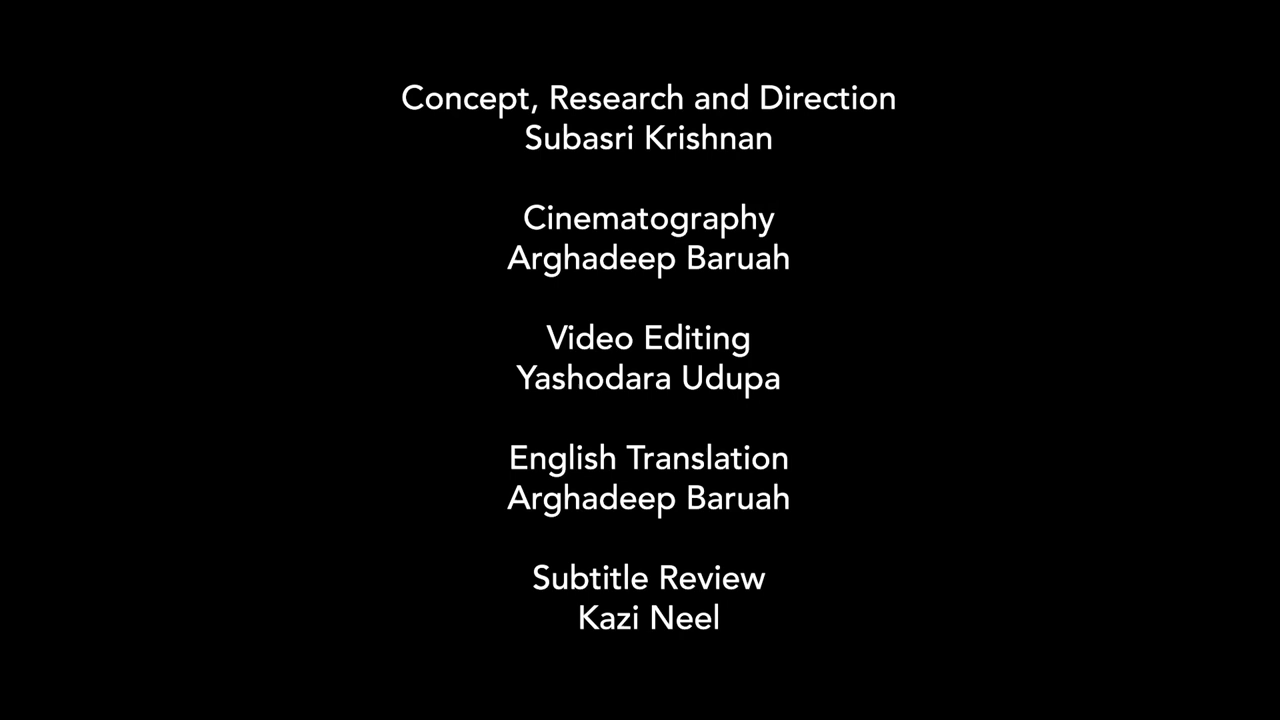 Concept, Research and Direction
Subasri Krishnan
Cinematography
Arghadeep Baruah
Video Editing
Yashodara Udupa
English Translation
Arghadeep Baruah
Subtitle Review
Kazi Neel